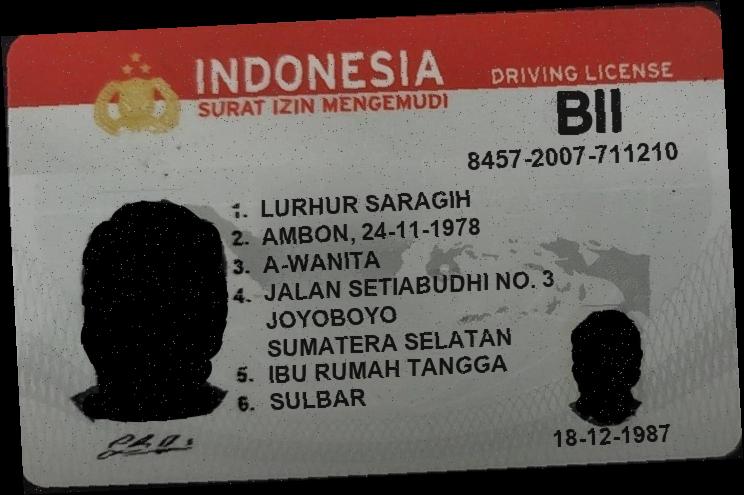 INDONESIA
SURAT IZIN MENGEMUDI
DRIVING LICENSE
BII
8457-2007-711210
1. LURHUR SARAGIH
2. AMBON, 24-11-1978
3. A-WANITA
4. JALAN SETIABUDHI NO. 3
JOYOBOYO
SUMATERA SELATAN
5. IBU RUMAH TANGGA
6. SULBAR
18-12-1987